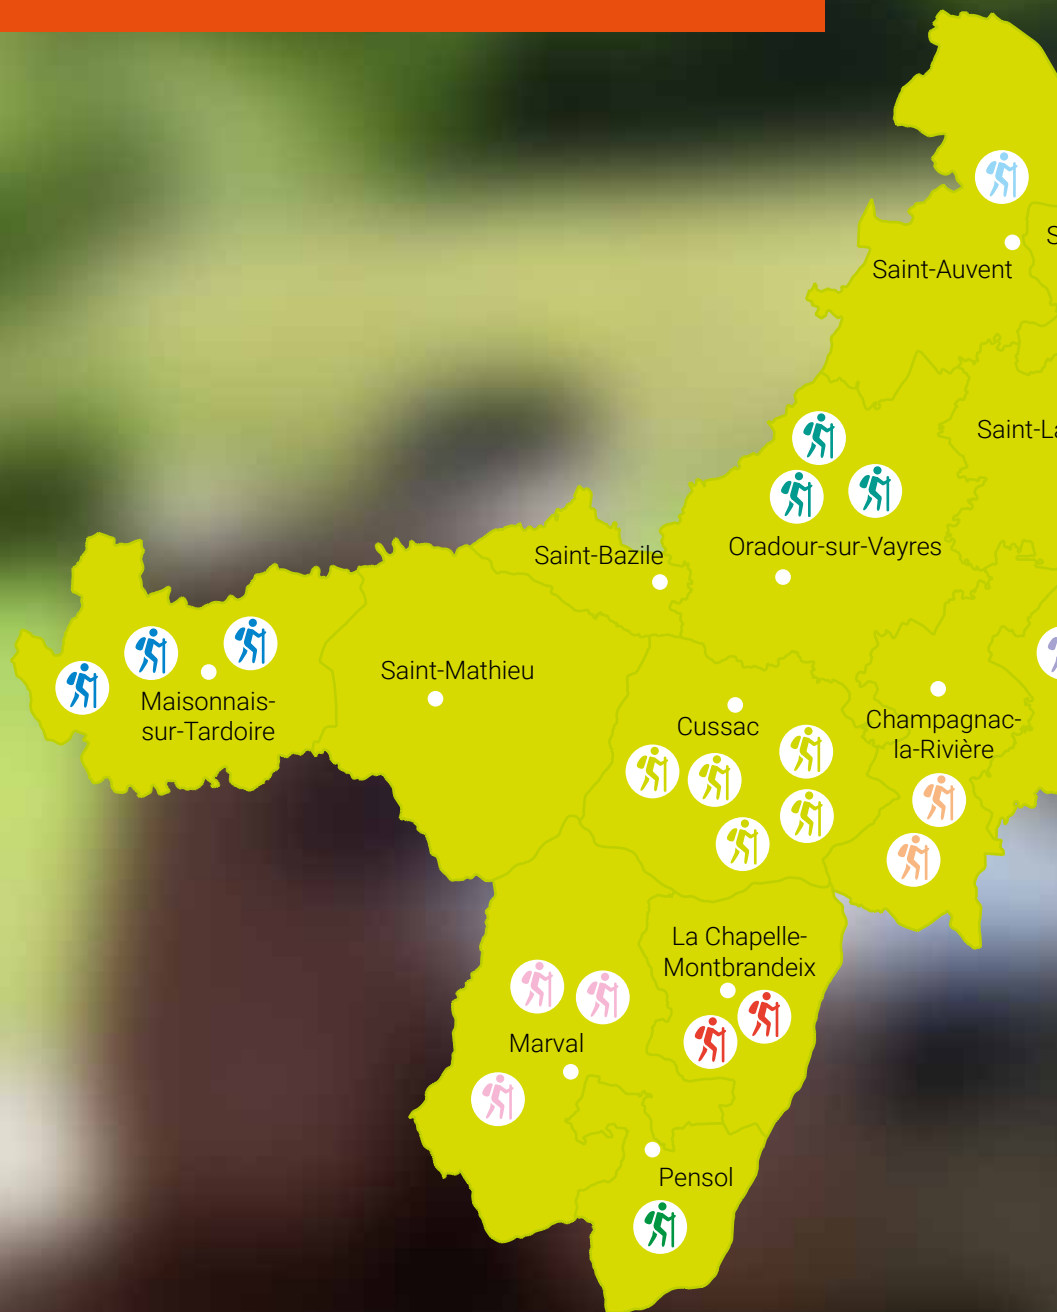 Saint-Auvent
Saint-Bazile
Oradour-sur-Vayres
Saint-Mathieu
Maisonnais-
sur-Tardoire
Cussac
Champagnac-
la-Rivière
La Chapelle-
Montbrandeix
Marval
Pensol